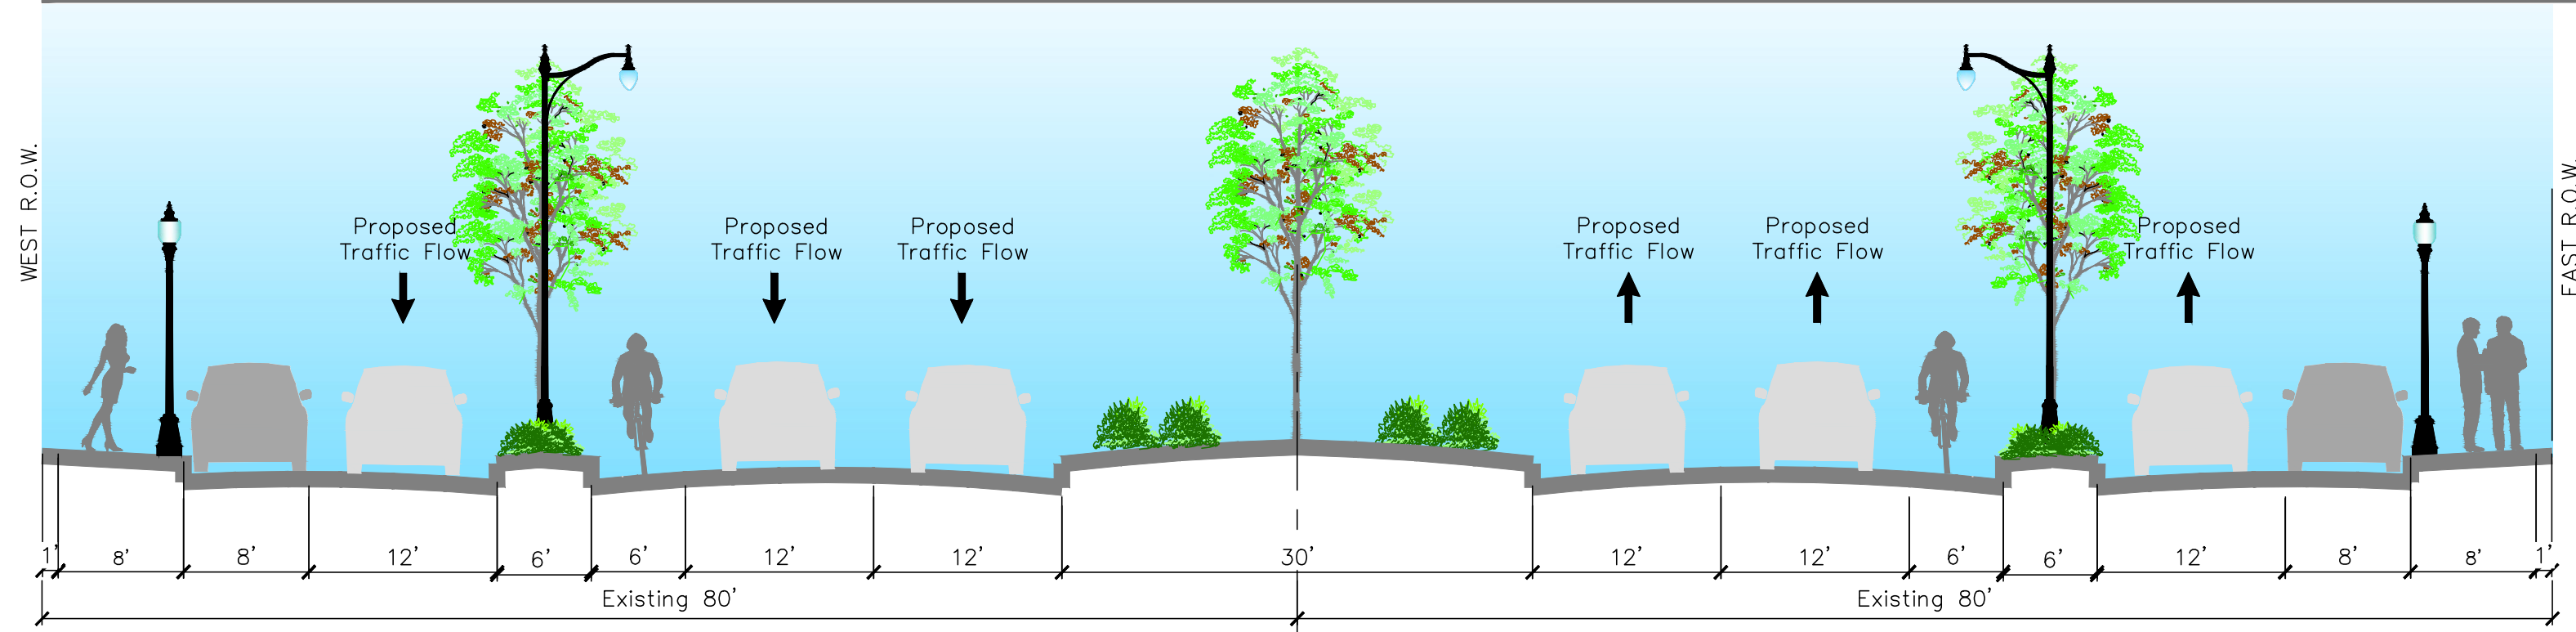 WEST R.O.W.
Proposed
Traffic Flow
Proposed
Traffic Flow
Proposed
Traffic Flow
Proposed
Traffic Flow
Proposed
Traffic Flow
Proposed
Traffic Flow
EAST R.O.W.
1’ 8’ 8’ 12’ 6’ 6’ 12’ 12’ 30’ 12’ 12’ 6’ 6’ 12’ 8’ 8’ 1’
Existing 80’ Existing 80’